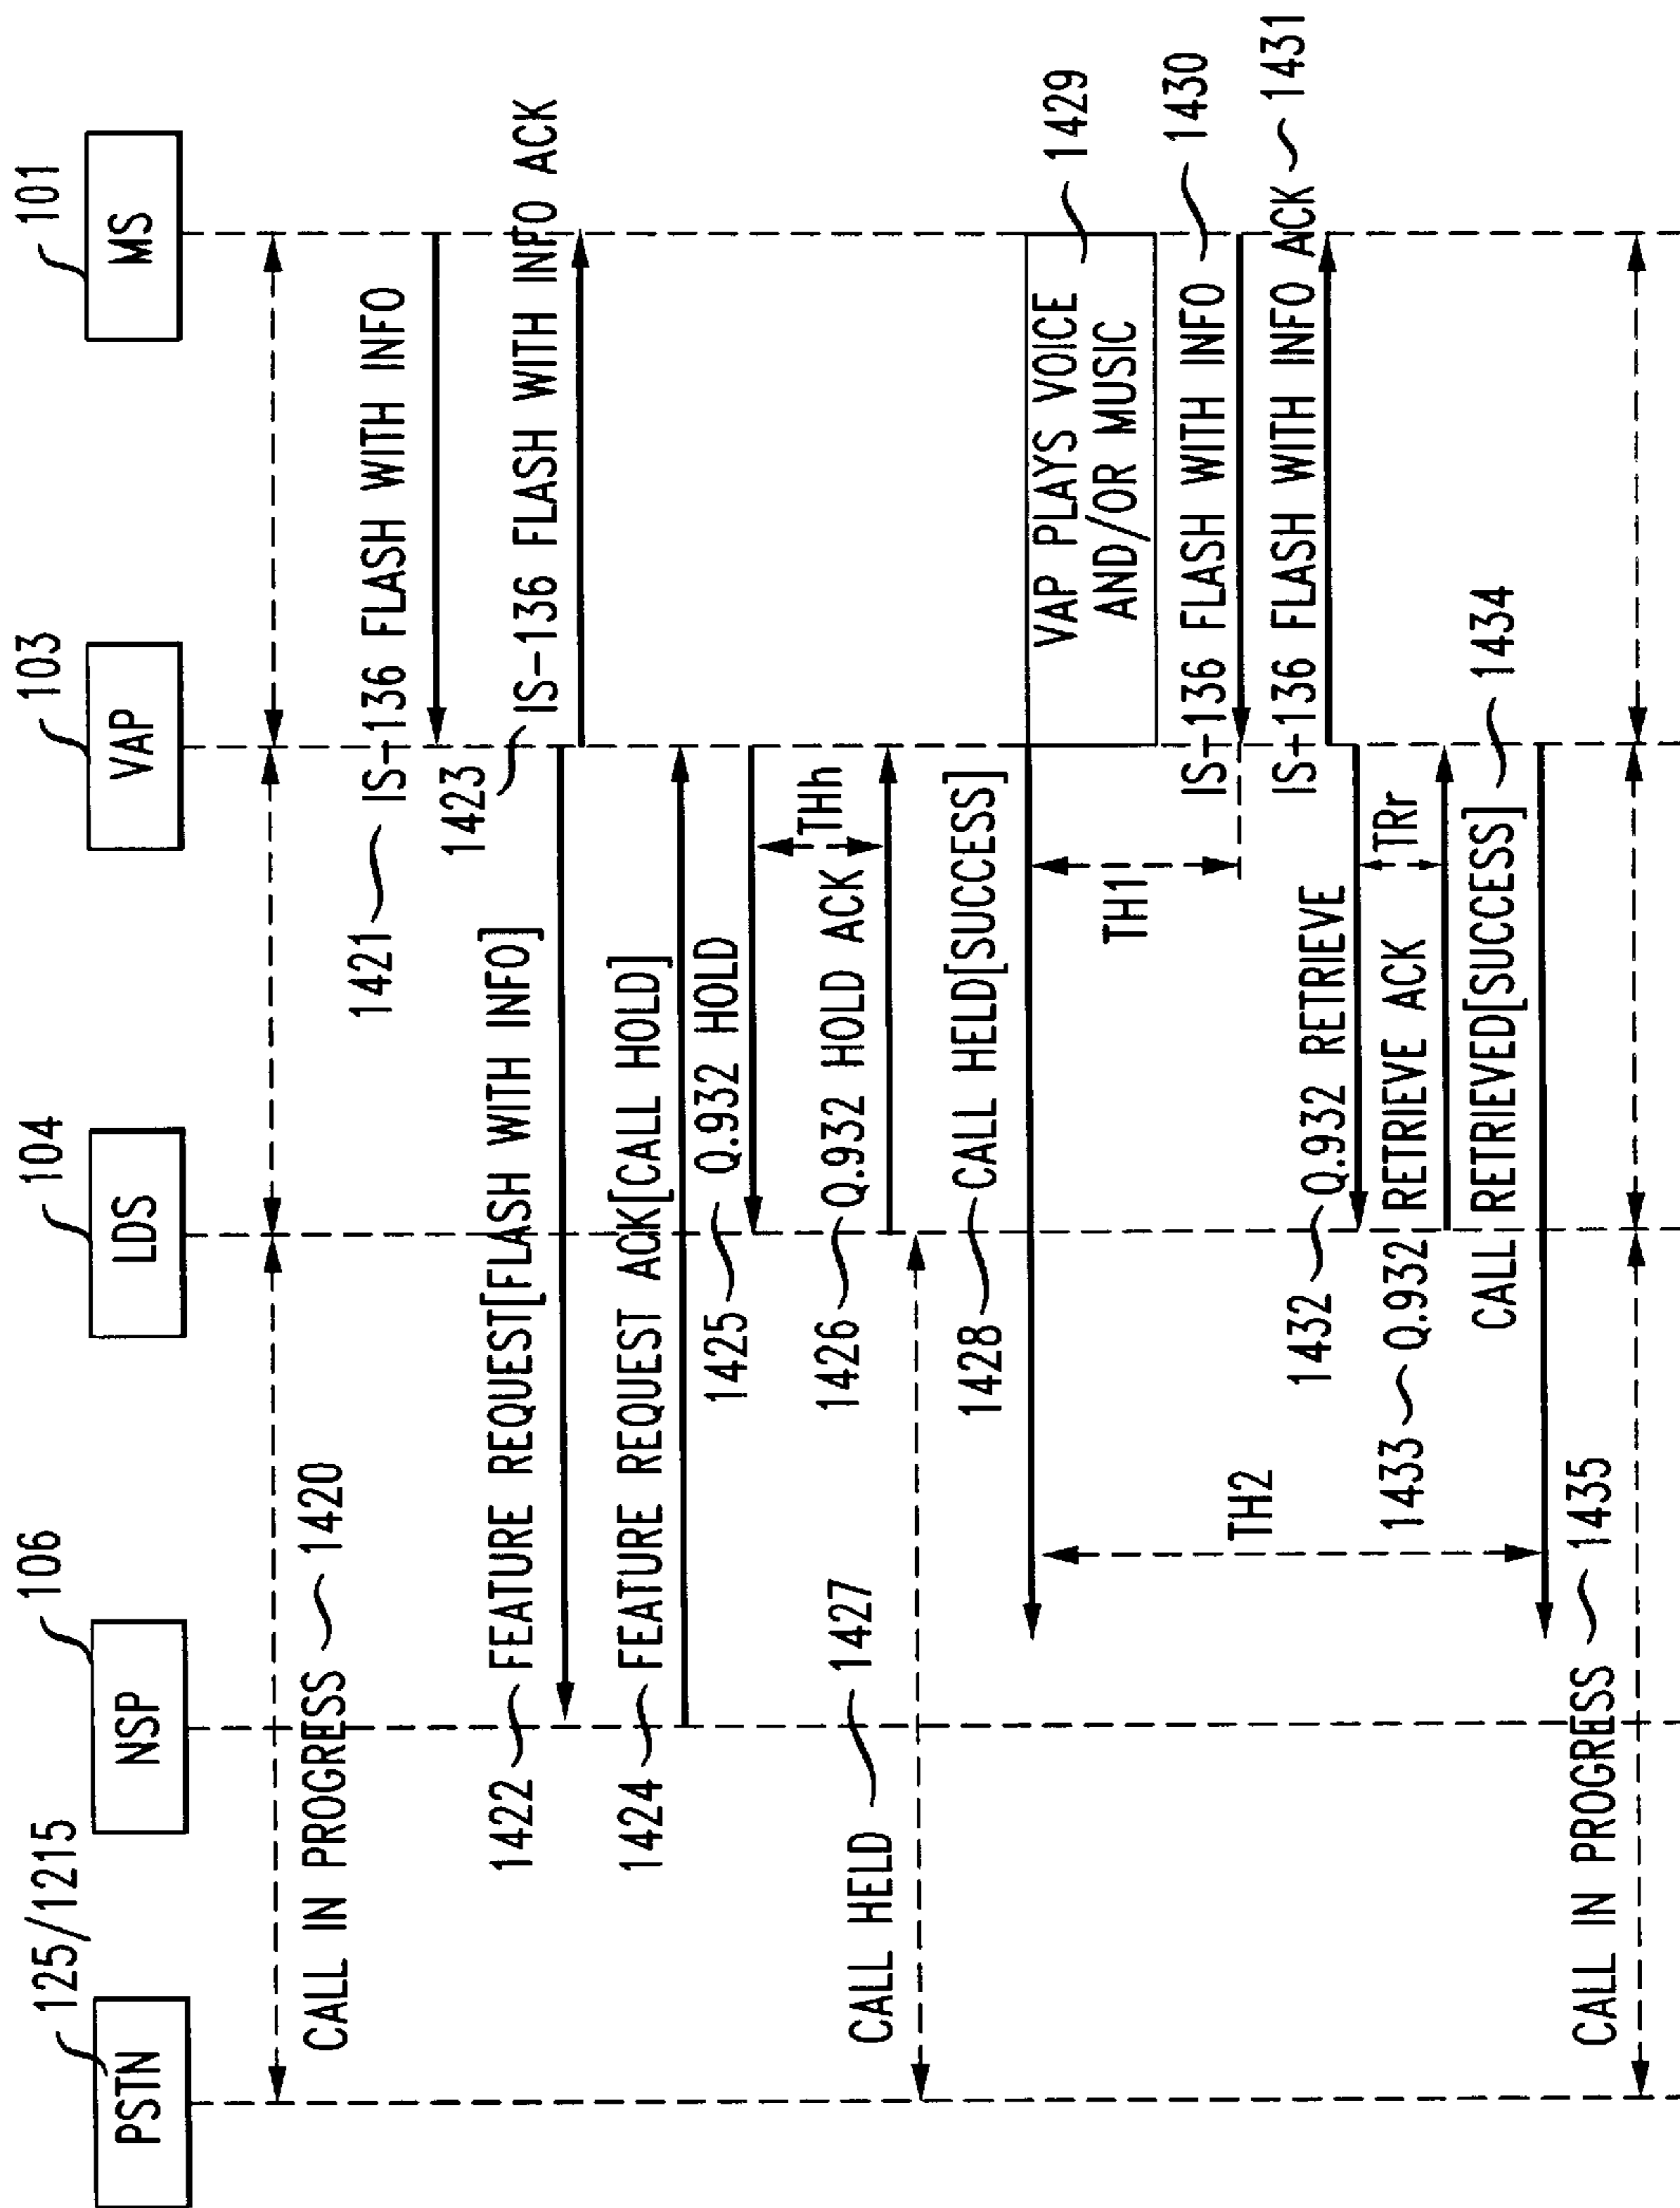 125/1215
106
104
103
101
PSTN
NSP
LDS
VAP
MS
CALL IN PROGRESS 1420
1421 IS-136 FLASH WITH INFO
1422 FEATURE REQUEST[FLASH WITH INFO]
1423 IS-136 FLASH WITH INFO ACK
1424 FEATURE REQUEST ACK[CALL HOLD]
1425 Q.932 HOLD
THh
1426 Q.932 HOLD ACK
CALL HELD 1427
1428 CALL HELD[SUCCESS]
VAP PLAYS VOICE
AND/OR MUSIC
1429
TH1
IS-136 FLASH WITH INFO 1430
IS-136 FLASH WITH INFO ACK 1431
TH2
1432 Q.932 RETRIEVE
TRr
1433 Q.932 RETRIEVE ACK
CALL RETRIEVED[SUCCESS] 1434
CALL IN PROGRESS 1435